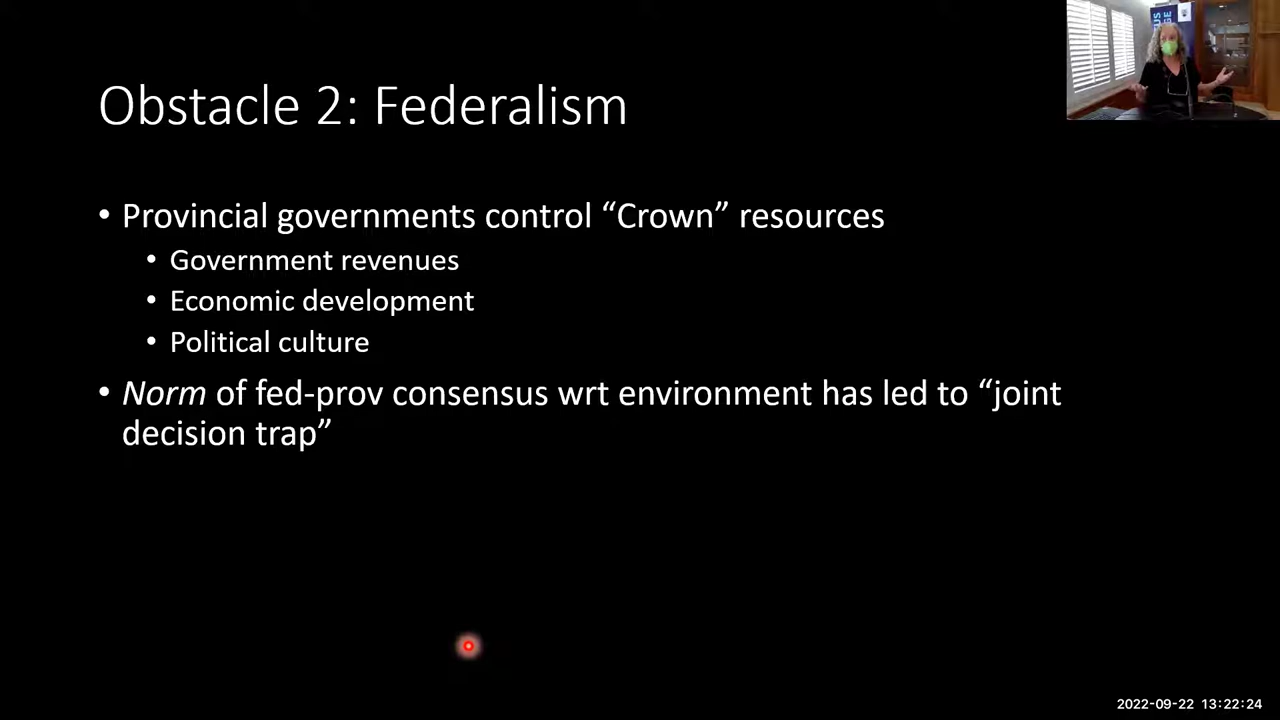 Obstacle 2: Federalism
• Provincial governments control “Crown” resources
• Government revenues
• Economic development
• Political culture
• Norm of fed-prov consensus wrt environment has led to “joint
decision trap”
2022-09-22 13:22:24